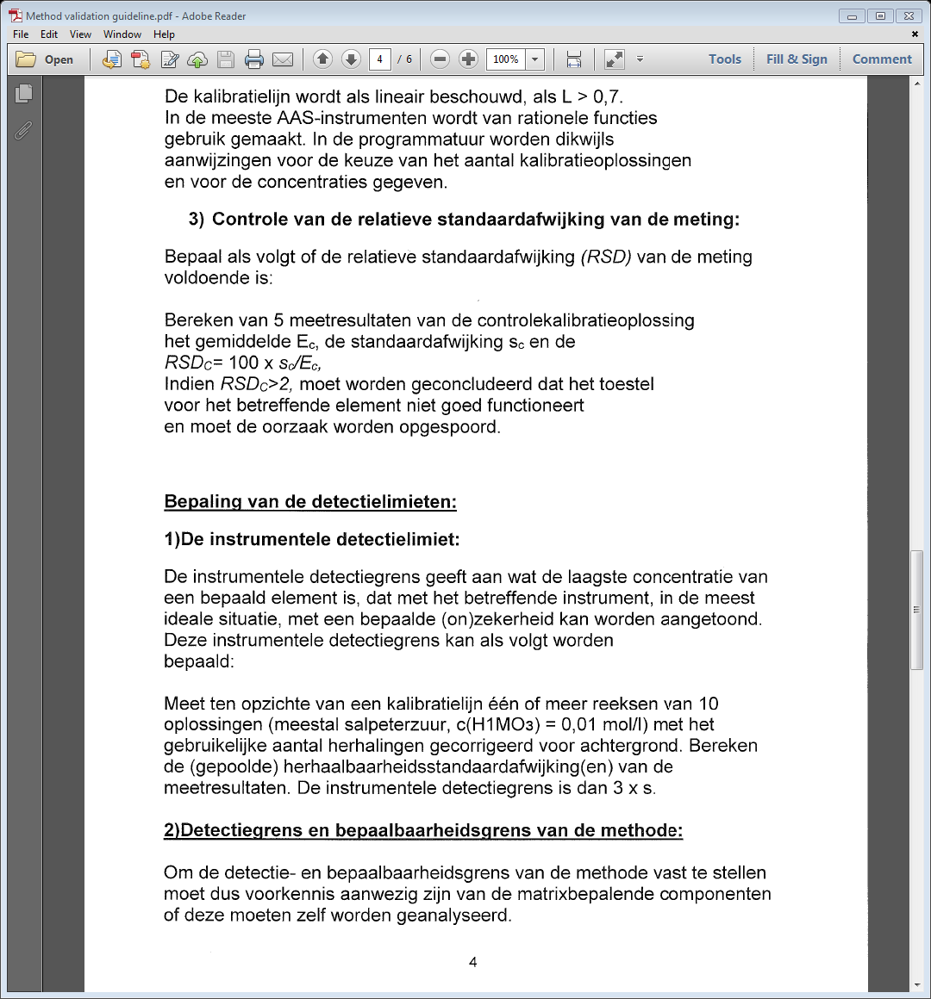 Method validation guideline.pdf - Adobe Reader
File Edit View Window Help
Open 4 / 6 100% Tools Fill & Sign Comment
De kalibratielijn wordt als lineair beschouwd, als L > 0,7.
In de meeste AAS-instrumenten wordt van rationele functies
gebruik gemaakt. In de programmatuur worden dikwijls
aanwijzingen voor de keuze van het aantal kalibratieoplossingen
en voor de concentraties gegeven.
3) Controle van de relatieve standaardafwijking van de meting:
Bepaal als volgt of de relatieve standaardafwijking (RSD) van de meting
voldoende is:
Bereken van 5 meetresultaten van de controlekalibratieoplossing
het gemiddelde Ec, de standaardafwijking sc en de
RSDC= 100 x sc/Ec,
Indien RSDC>2, moet worden geconcludeerd dat het toestel
voor het betreffende element niet goed functioneert
en moet de oorzaak worden opgespoord.
Bepaling van de detectielimieten:
1)De instrumentele detectielimiet:
De instrumentele detectiegrens geeft aan wat de laagste concentratie van
een bepaald element is, dat met het betreffende instrument, in de meest
ideale situatie, met een bepaalde (on)zekerheid kan worden aangetoond.
Deze instrumentele detectiegrens kan als volgt worden
bepaald:
Meet ten opzichte van een kalibratielijn één of meer reeksen van 10
oplossingen (meestal salpeterzuur, c(H1MO3) = 0,01 mol/l) met het
gebruikelijke aantal herhalingen gecorrigeerd voor achtergrond. Bereken
de (gepoolde) herhaalbaarheidsstandaardafwijking(en) van de
meetresultaten. De instrumentele detectiegrens is dan 3 x s.
2)Detectiegrens en bepaalbaarheidsgrens van de methode:
Om de detectie- en bepaalbaarheidsgrens van de methode vast te stellen
moet dus voorkennis aanwezig zijn van de matrixbepalende componenten
of deze moeten zelf worden geanalyseerd.
4